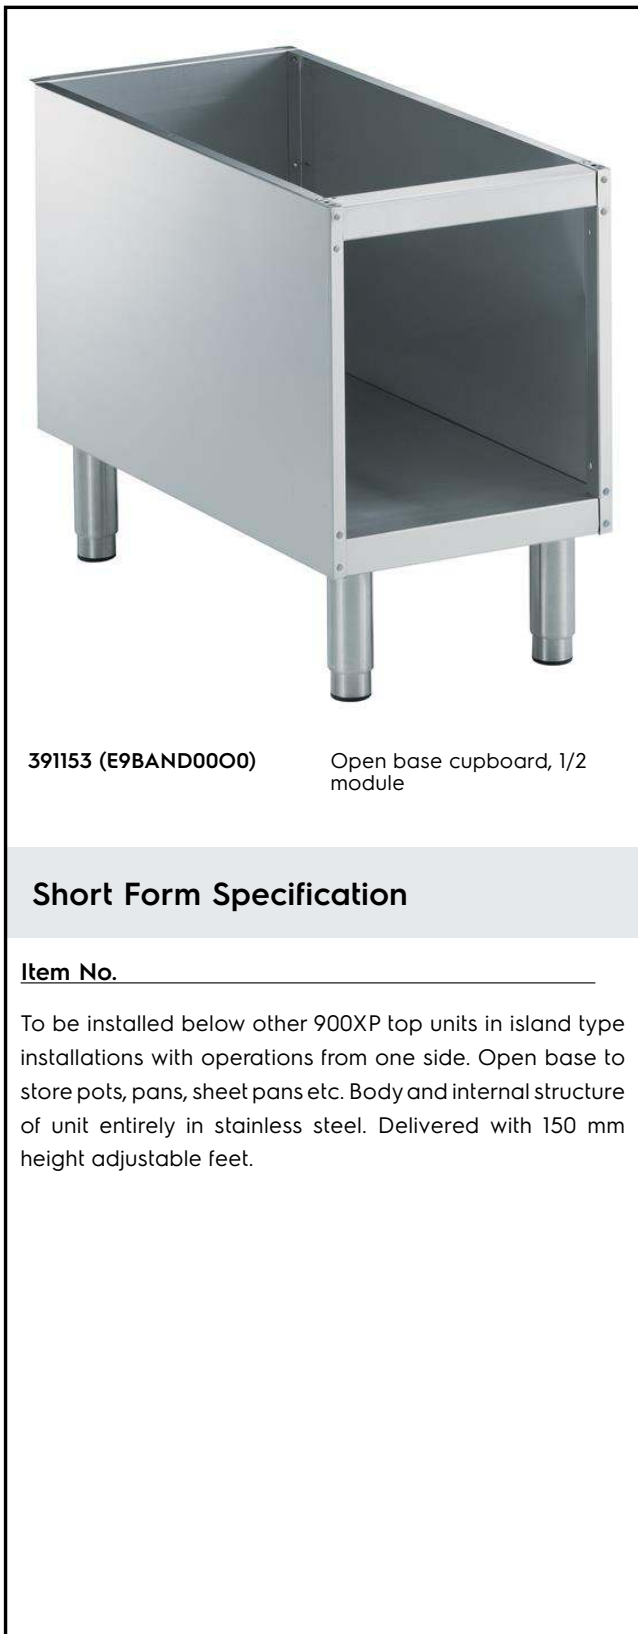 391153 (E9BAND00O0)
Open base cupboard, 1/2
module
Short Form Specification
Item No.
To be installed below other 900XP top units in island type
installations with operations from one side. Open base to
store pots, pans, sheet pans etc. Body and internal structure
of unit entirely in stainless steel. Delivered with 150 mm
height adjustable feet.